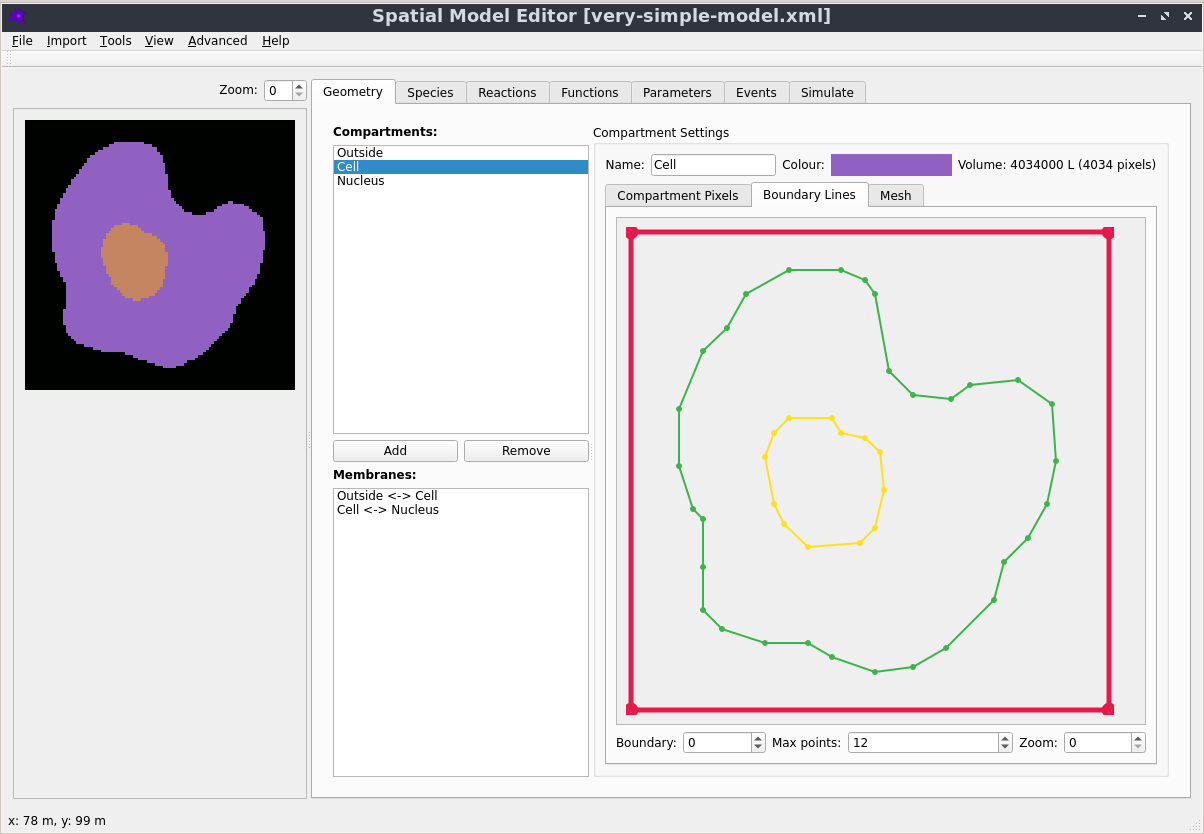 Spatial Model Editor [very-simple-model.xml]
File Import Tools View Advanced Help
Zoom: 0
Geometry Species Reactions Functions Parameters Events Simulate
Compartments:
Outside
Cell
Nucleus
Add Remove
Membranes:
Outside <-> Cell
Cell <-> Nucleus
Compartment Settings
Name: Cell Colour: Volume: 4034000 L (4034 pixels)
Compartment Pixels Boundary Lines Mesh
Boundary: 0 Max points: 12 Zoom: 0
x: 78 m, y: 99 m